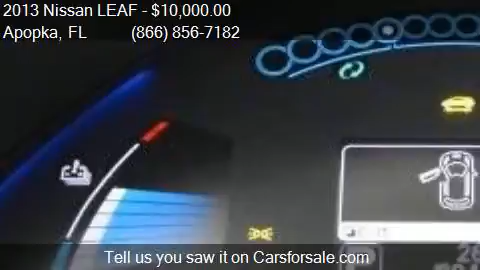 2013 Nissan LEAF - $10,000.00
Apopka, FL (866) 856-7182
Tell us you saw it on Carsforsale.com